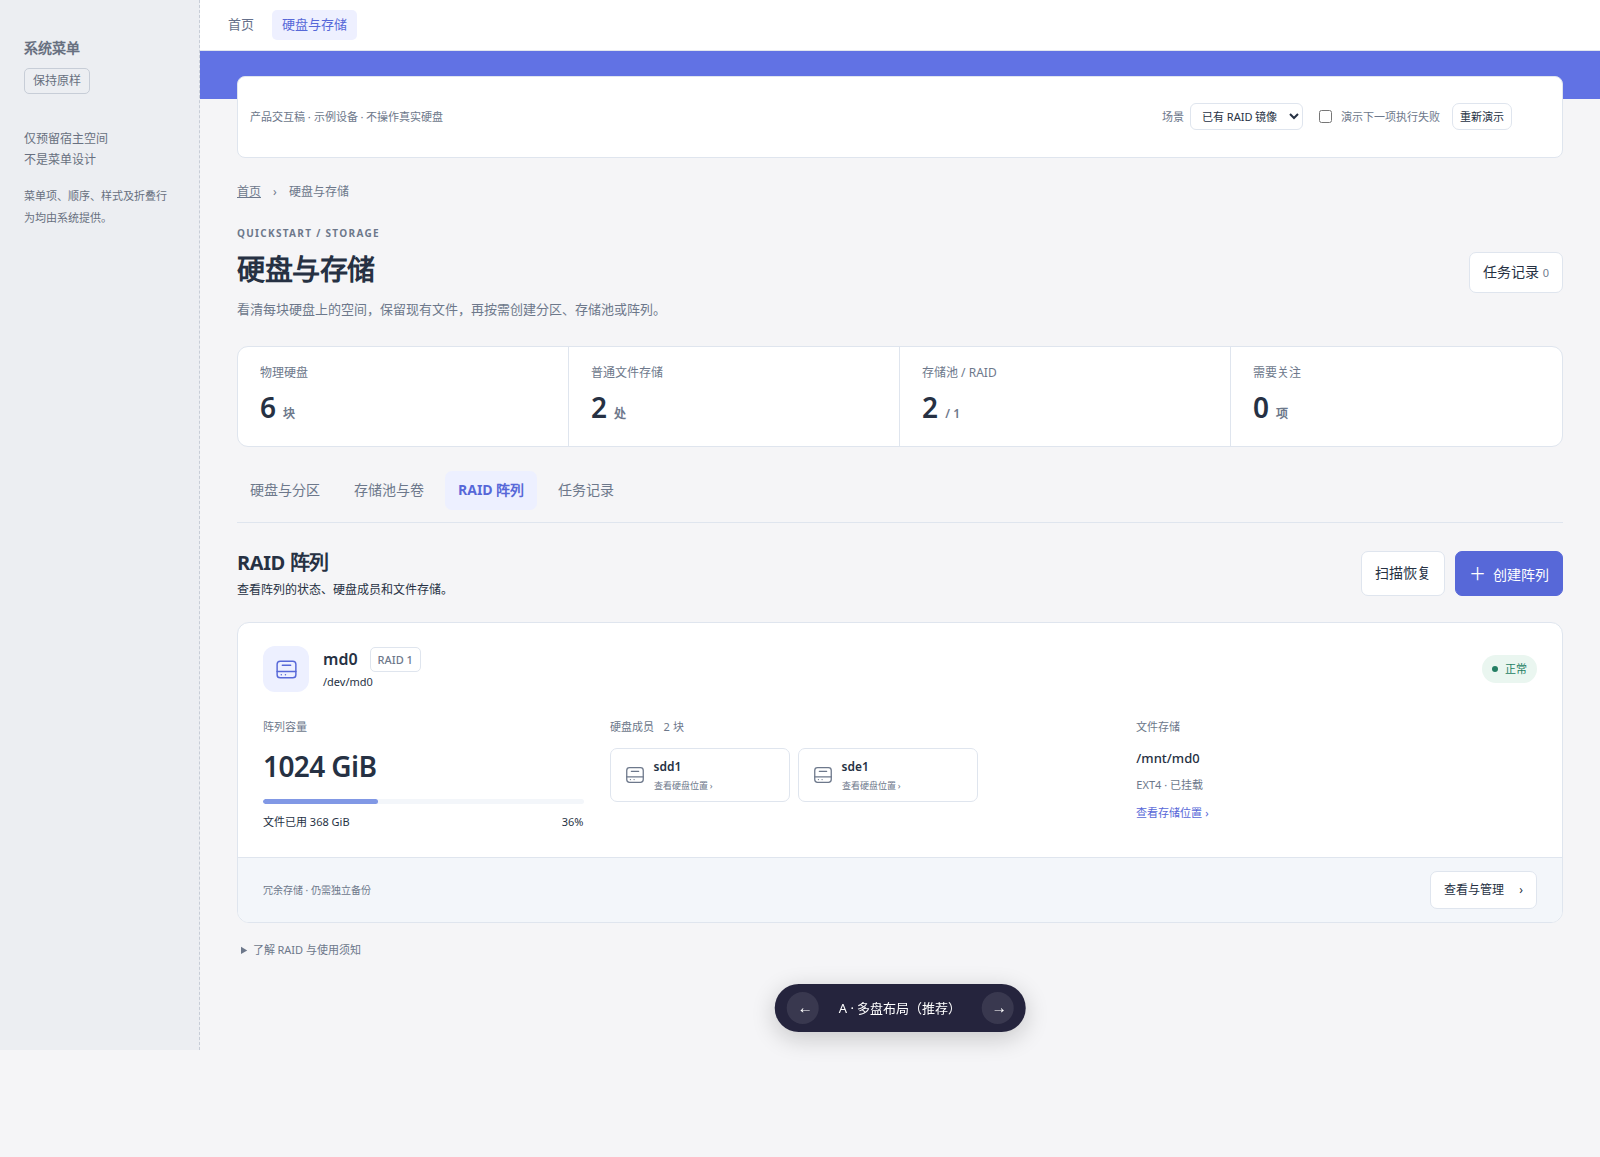 系统菜单
保持原样
仅预留宿主空间
不是菜单设计
菜单项、顺序、样式及折叠行
为均由系统提供。
首页 硬盘与存储
产品交互稿 · 示例设备 · 不操作真实硬盘
场景 已有 RAID 镜像 演示下一项执行失败 重新演示
首页 › 硬盘与存储
QUICKSTART / STORAGE
硬盘与存储
任务记录 0
看清每块硬盘上的空间，保留现有文件，再按需创建分区、存储池或阵列。
物理硬盘 普通文件存储 存储池 / RAID 需要关注
6 块 2 处 2 / 1 0 项
硬盘与分区 存储池与卷 RAID 阵列 任务记录
RAID 阵列
查看阵列的状态、硬盘成员和文件存储。
扫描恢复 ＋ 创建阵列
md0 RAID 1
/dev/md0
正常
阵列容量
1024 GiB
文件已用 368 GiB 36%
硬盘成员 2 块
sdd1
查看硬盘位置 ›
sde1
查看硬盘位置 ›
文件存储
/mnt/md0
EXT4 · 已挂载
查看存储位置 ›
冗余存储 · 仍需独立备份
查看与管理 ›
▶ 了解 RAID 与使用须知
← A · 多盘布局（推荐） →